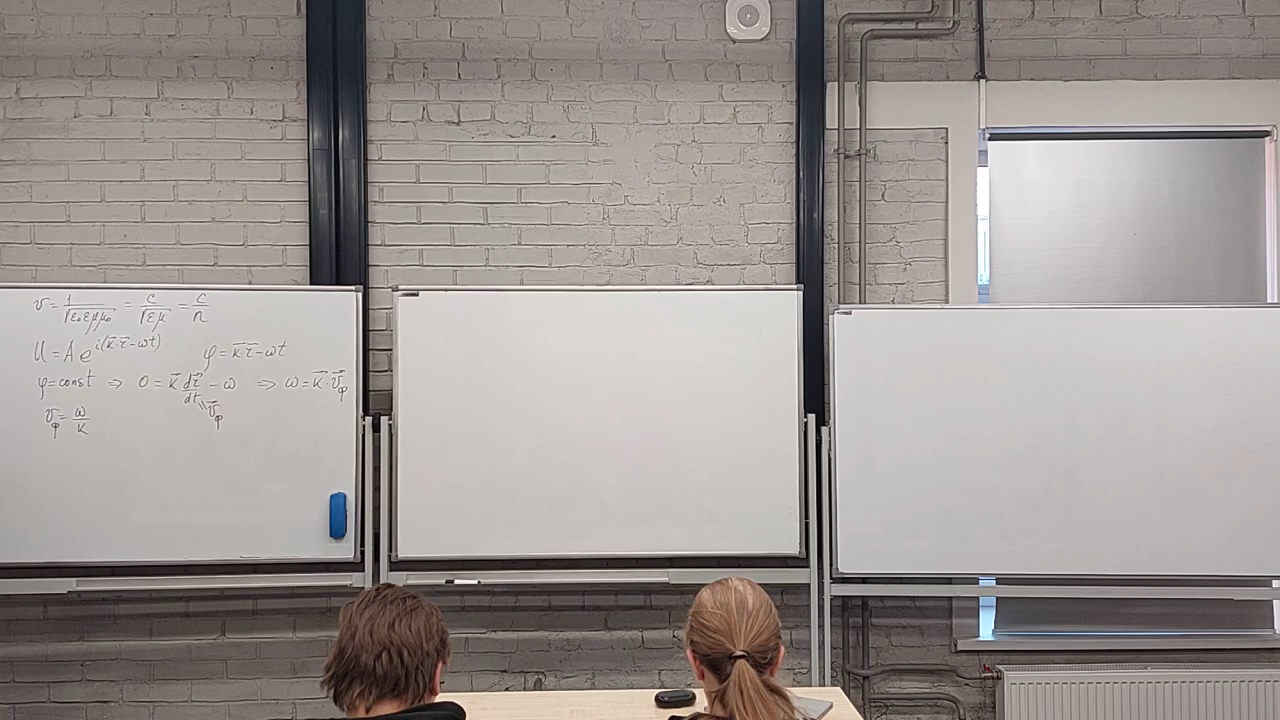 v = 1/√(ε₀εμμ₀) = c/√(εμ) = c/n
U = A e^{i(k⃗·r⃗−ωt)} φ = k⃗·r⃗−ωt
φ=const ⇒ 0 = k⃗ dr⃗/dt − ω ⇒ ω = k⃗·v⃗_φ
v⃗_φ
v_φ = ω/k